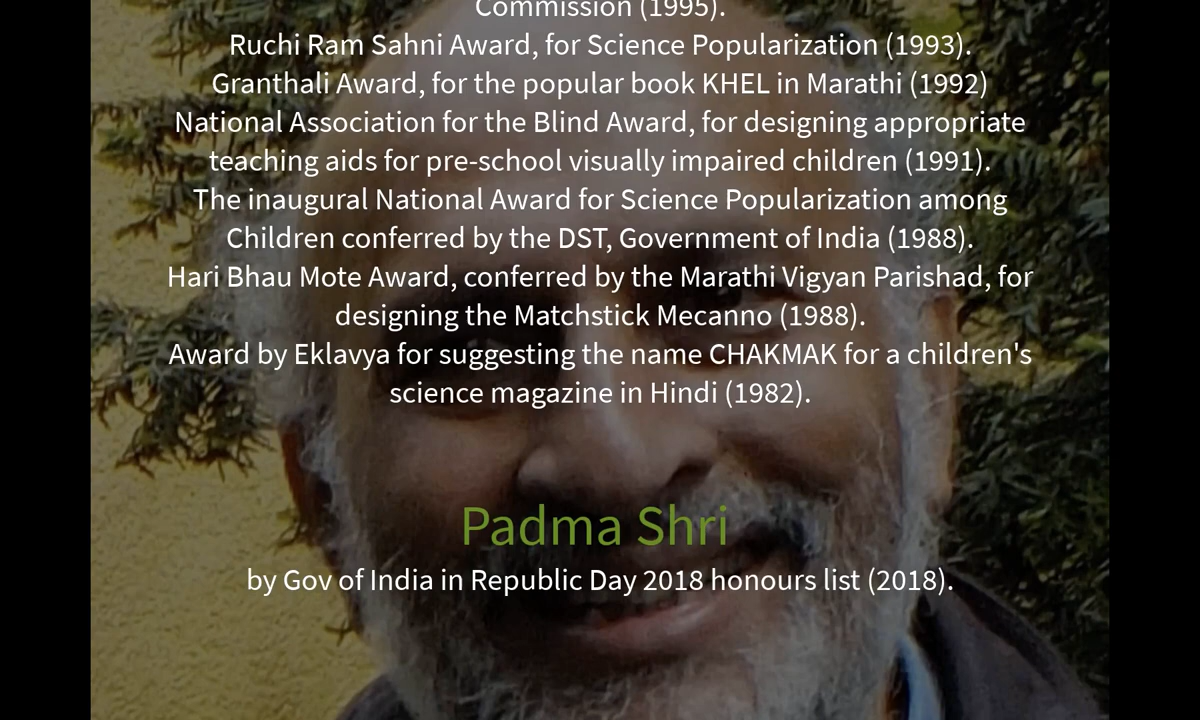 Commission (1995).
Ruchi Ram Sahni Award, for Science Popularization (1993).
Granthali Award, for the popular book KHEL in Marathi (1992)
National Association for the Blind Award, for designing appropriate
teaching aids for pre-school visually impaired children (1991).
The inaugural National Award for Science Popularization among
Children conferred by the DST, Government of India (1988).
Hari Bhau Mote Award, conferred by the Marathi Vigyan Parishad, for
designing the Matchstick Mecanno (1988).
Award by Eklavya for suggesting the name CHAKMAK for a children's
science magazine in Hindi (1982).
Padma Shri
by Gov of India in Republic Day 2018 honours list (2018).